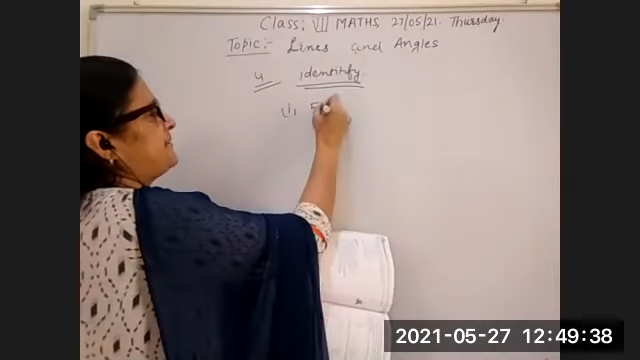 Class: VII MATHS, 27/05/21. Thursday.
Topic:- Lines and Angles
4 identify.
(i) 5
2021-05-27 12:49:38